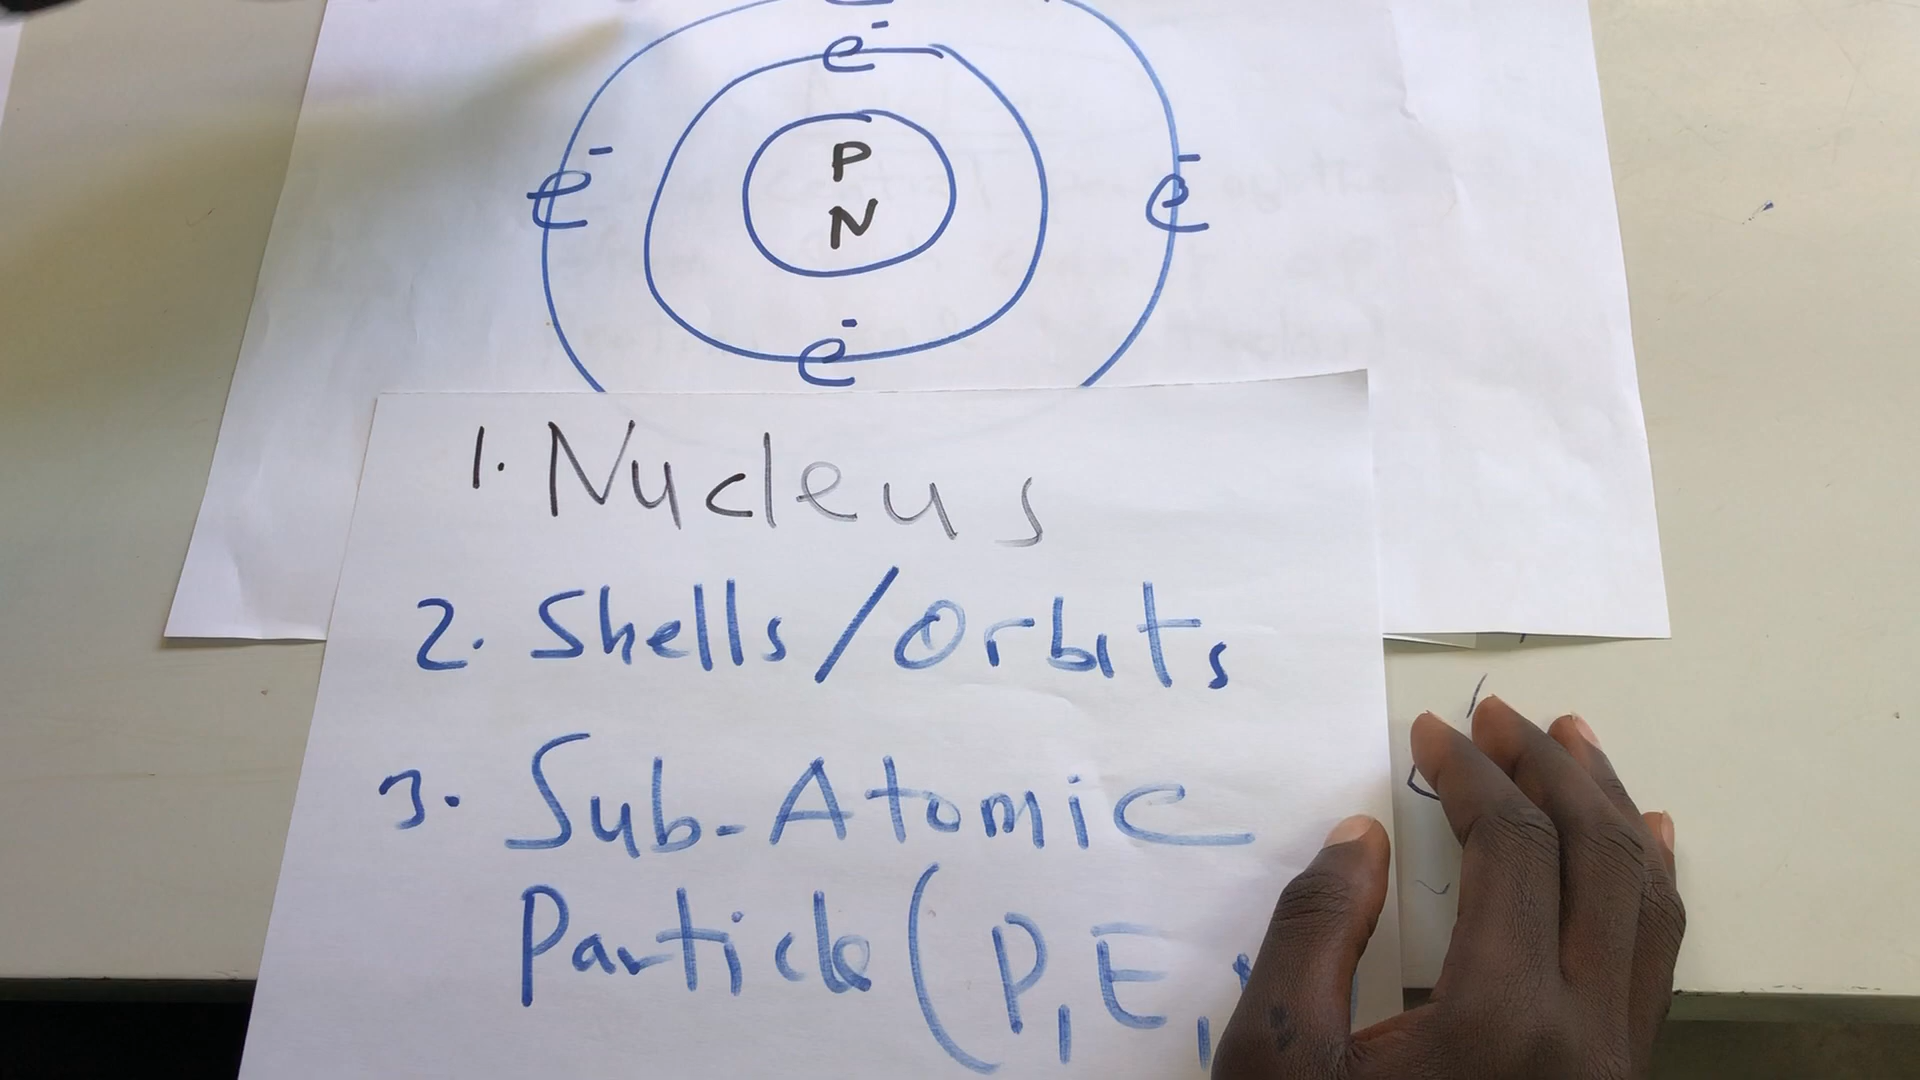 e-
e-
P
e-
N
e-
1. Nucleus
2. Shells/Orbits
3. Sub-Atomic
Particle (P, E,